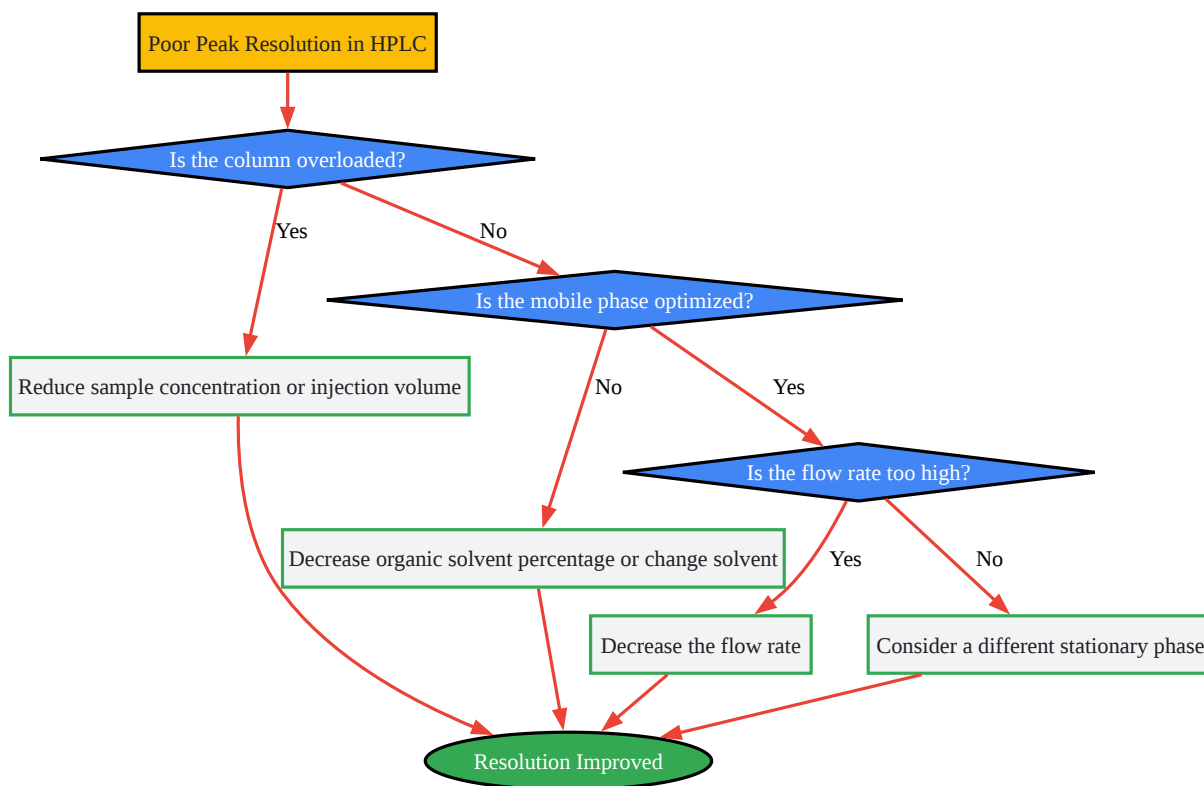 Poor Peak Resolution in HPLC
Is the column overloaded?
Yes
No
Is the mobile phase optimized?
Reduce sample concentration or injection volume
No
Yes
Is the flow rate too high?
Decrease organic solvent percentage or change solvent
Yes
No
Decrease the flow rate
Consider a different stationary phase
Resolution Improved